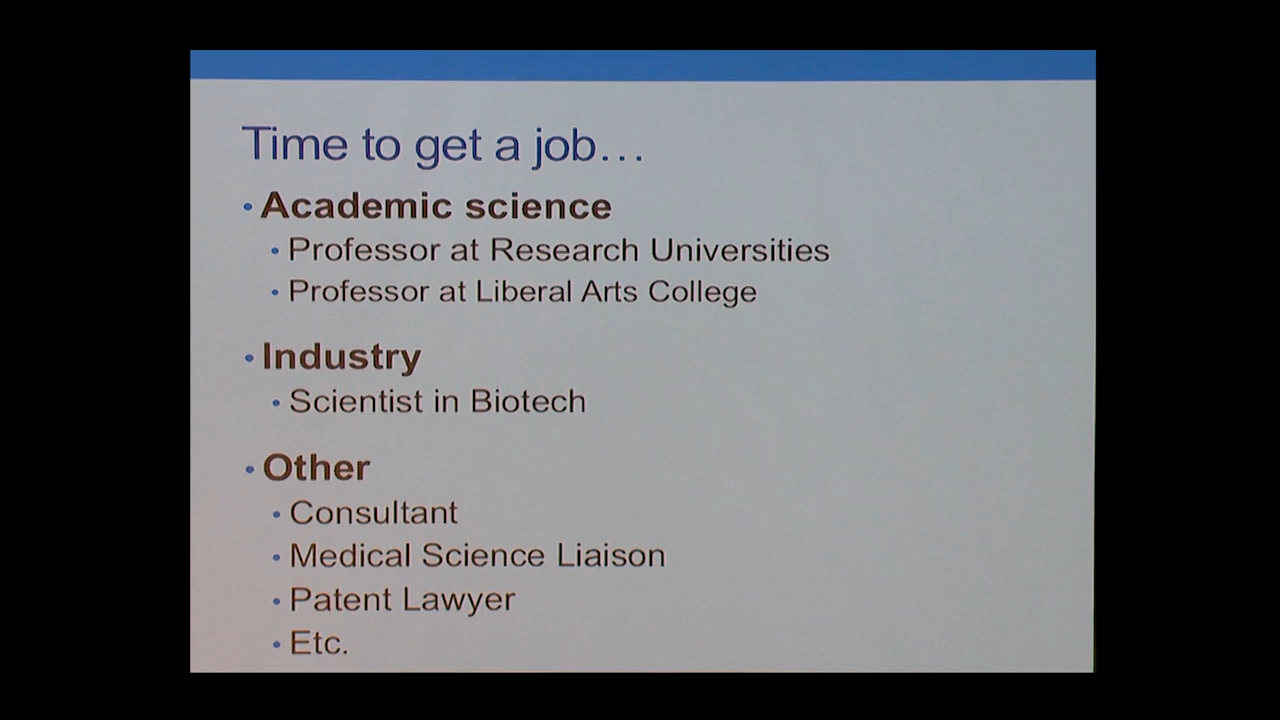 Time to get a job…
• Academic science
• Professor at Research Universities
• Professor at Liberal Arts College
• Industry
• Scientist in Biotech
• Other
• Consultant
• Medical Science Liaison
• Patent Lawyer
• Etc.